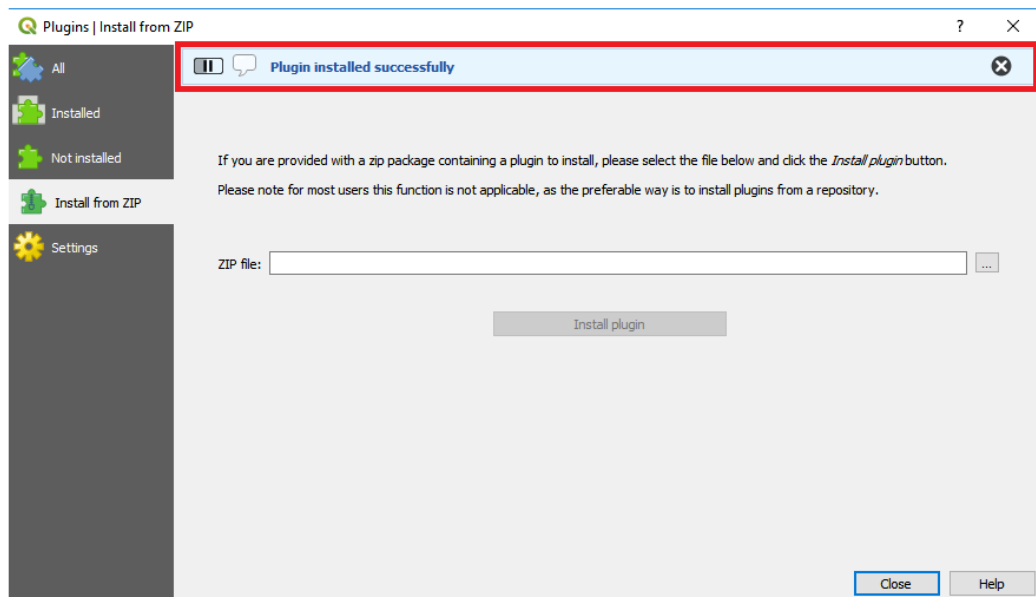 Plugins | Install from ZIP
?
All
Plugin installed successfully
Installed
Not installed
If you are provided with a zip package containing a plugin to install, please select the file below and click the Install plugin button.
Please note for most users this function is not applicable, as the preferable way is to install plugins from a repository.
Install from ZIP
Settings
ZIP file:
...
Install plugin
Close
Help